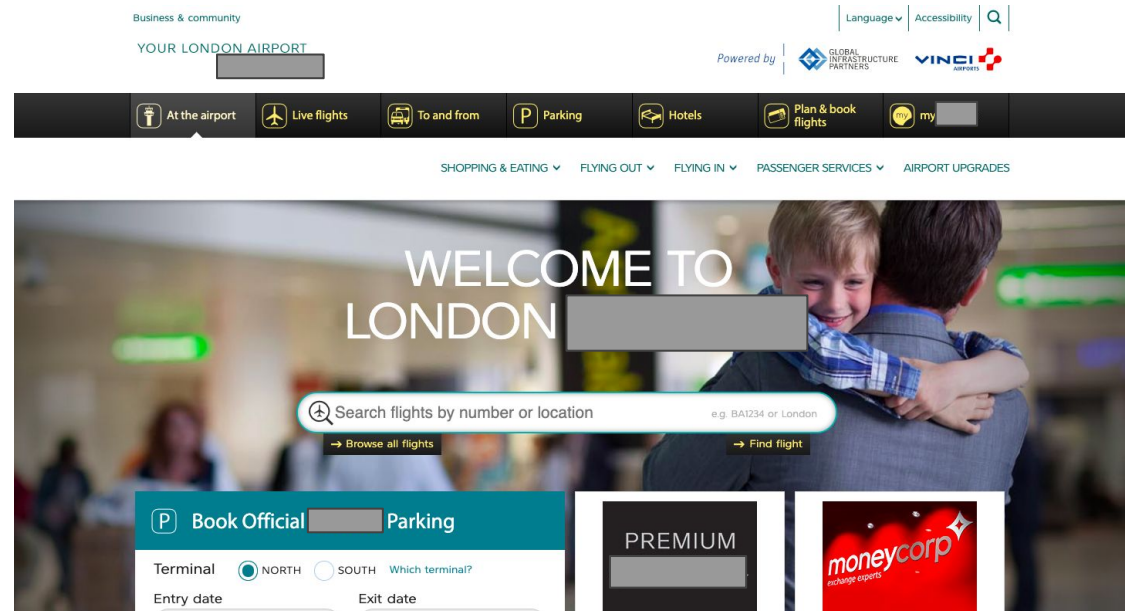 Business & community
Language
Accessibility
YOUR LONDON AIRPORT
Powered by
GLOBAL
INFRASTRUCTURE
PARTNERS
VINCI
AIRPORTS
At the airport
Live flights
To and from
P Parking
Hotels
Plan & book
flights
my my
SHOPPING & EATING
FLYING OUT
FLYING IN
PASSENGER SERVICES
AIRPORT UPGRADES
WELCOME TO
LONDON
Search flights by number or location
e.g. BA1234 or London
→ Browse all flights
→ Find flight
P Book Official Parking
Terminal NORTH SOUTH Which terminal?
Entry date
Exit date
PREMIUM
moneycorp
exchange experts